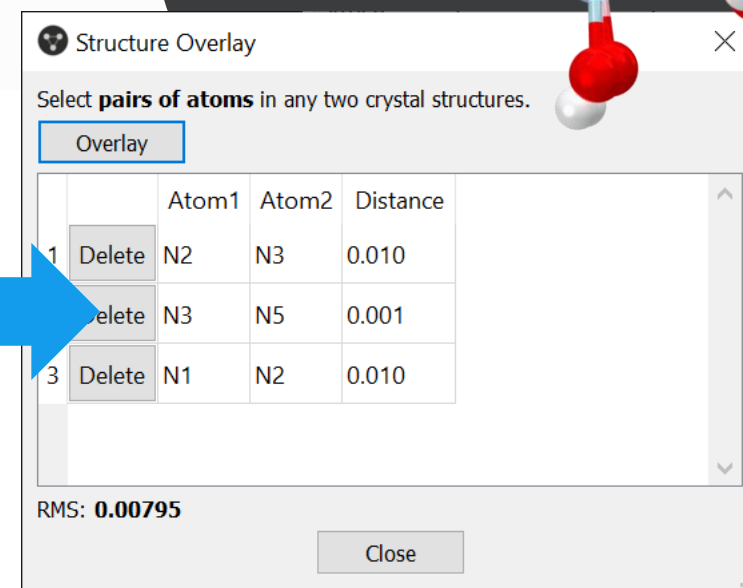 Structure Overlay
Select pairs of atoms in any two crystal structures.
Overlay
Atom1 Atom2 Distance
1 Delete N2 N3 0.010
N3 N5 0.001
3 Delete N1 N2 0.010
RMS: 0.00795
Close